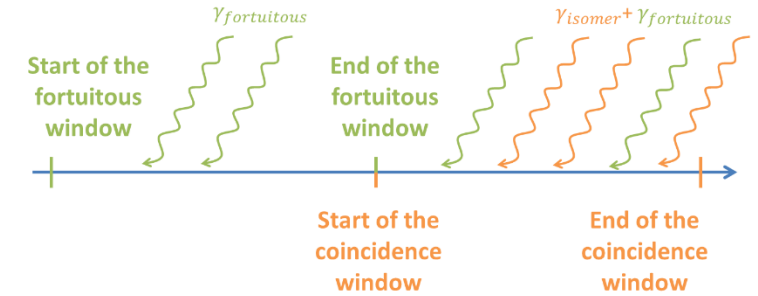 γfortuitous
γisomer+ γfortuitous
Start of the
fortuitous
window
End of the
fortuitous
window
Start of the
coincidence
window
End of the
coincidence
window